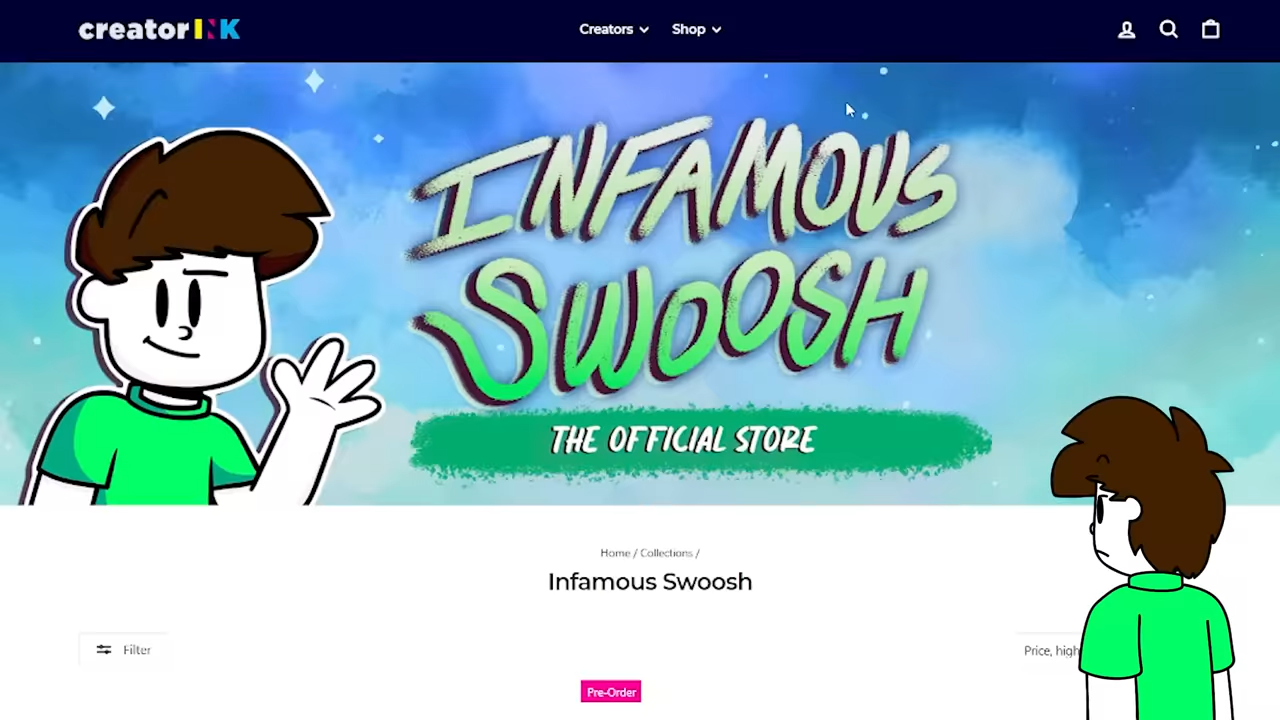 creatorINK
Creators
Shop
INFAMOUS
SWOOSH
THE OFFICIAL STORE
Home / Collections /
Infamous Swoosh
Filter
Price, high
Pre-Order